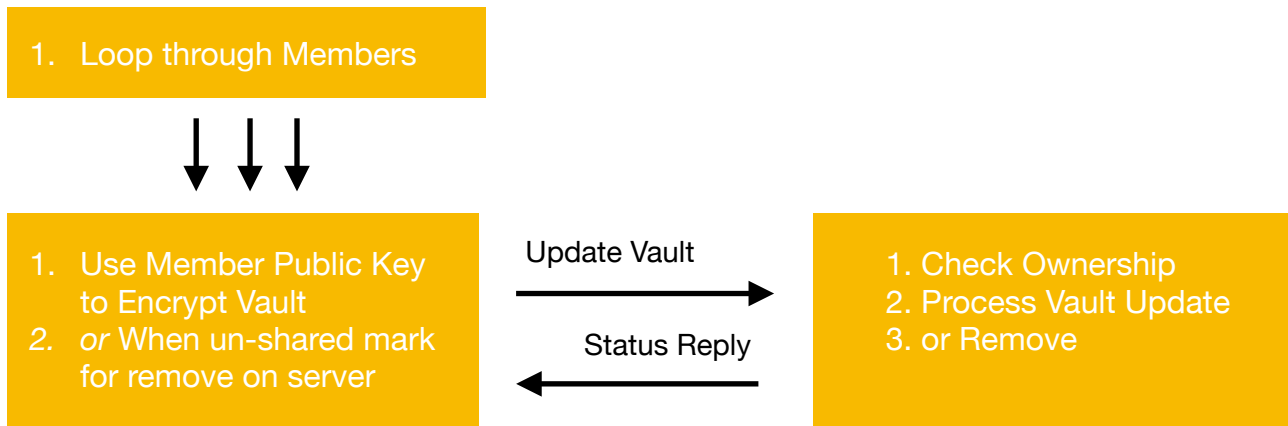 1. Loop through Members
1. Use Member Public Key
to Encrypt Vault
2. or When un-shared mark
for remove on server
Update Vault
Status Reply
1. Check Ownership
2. Process Vault Update
3. or Remove